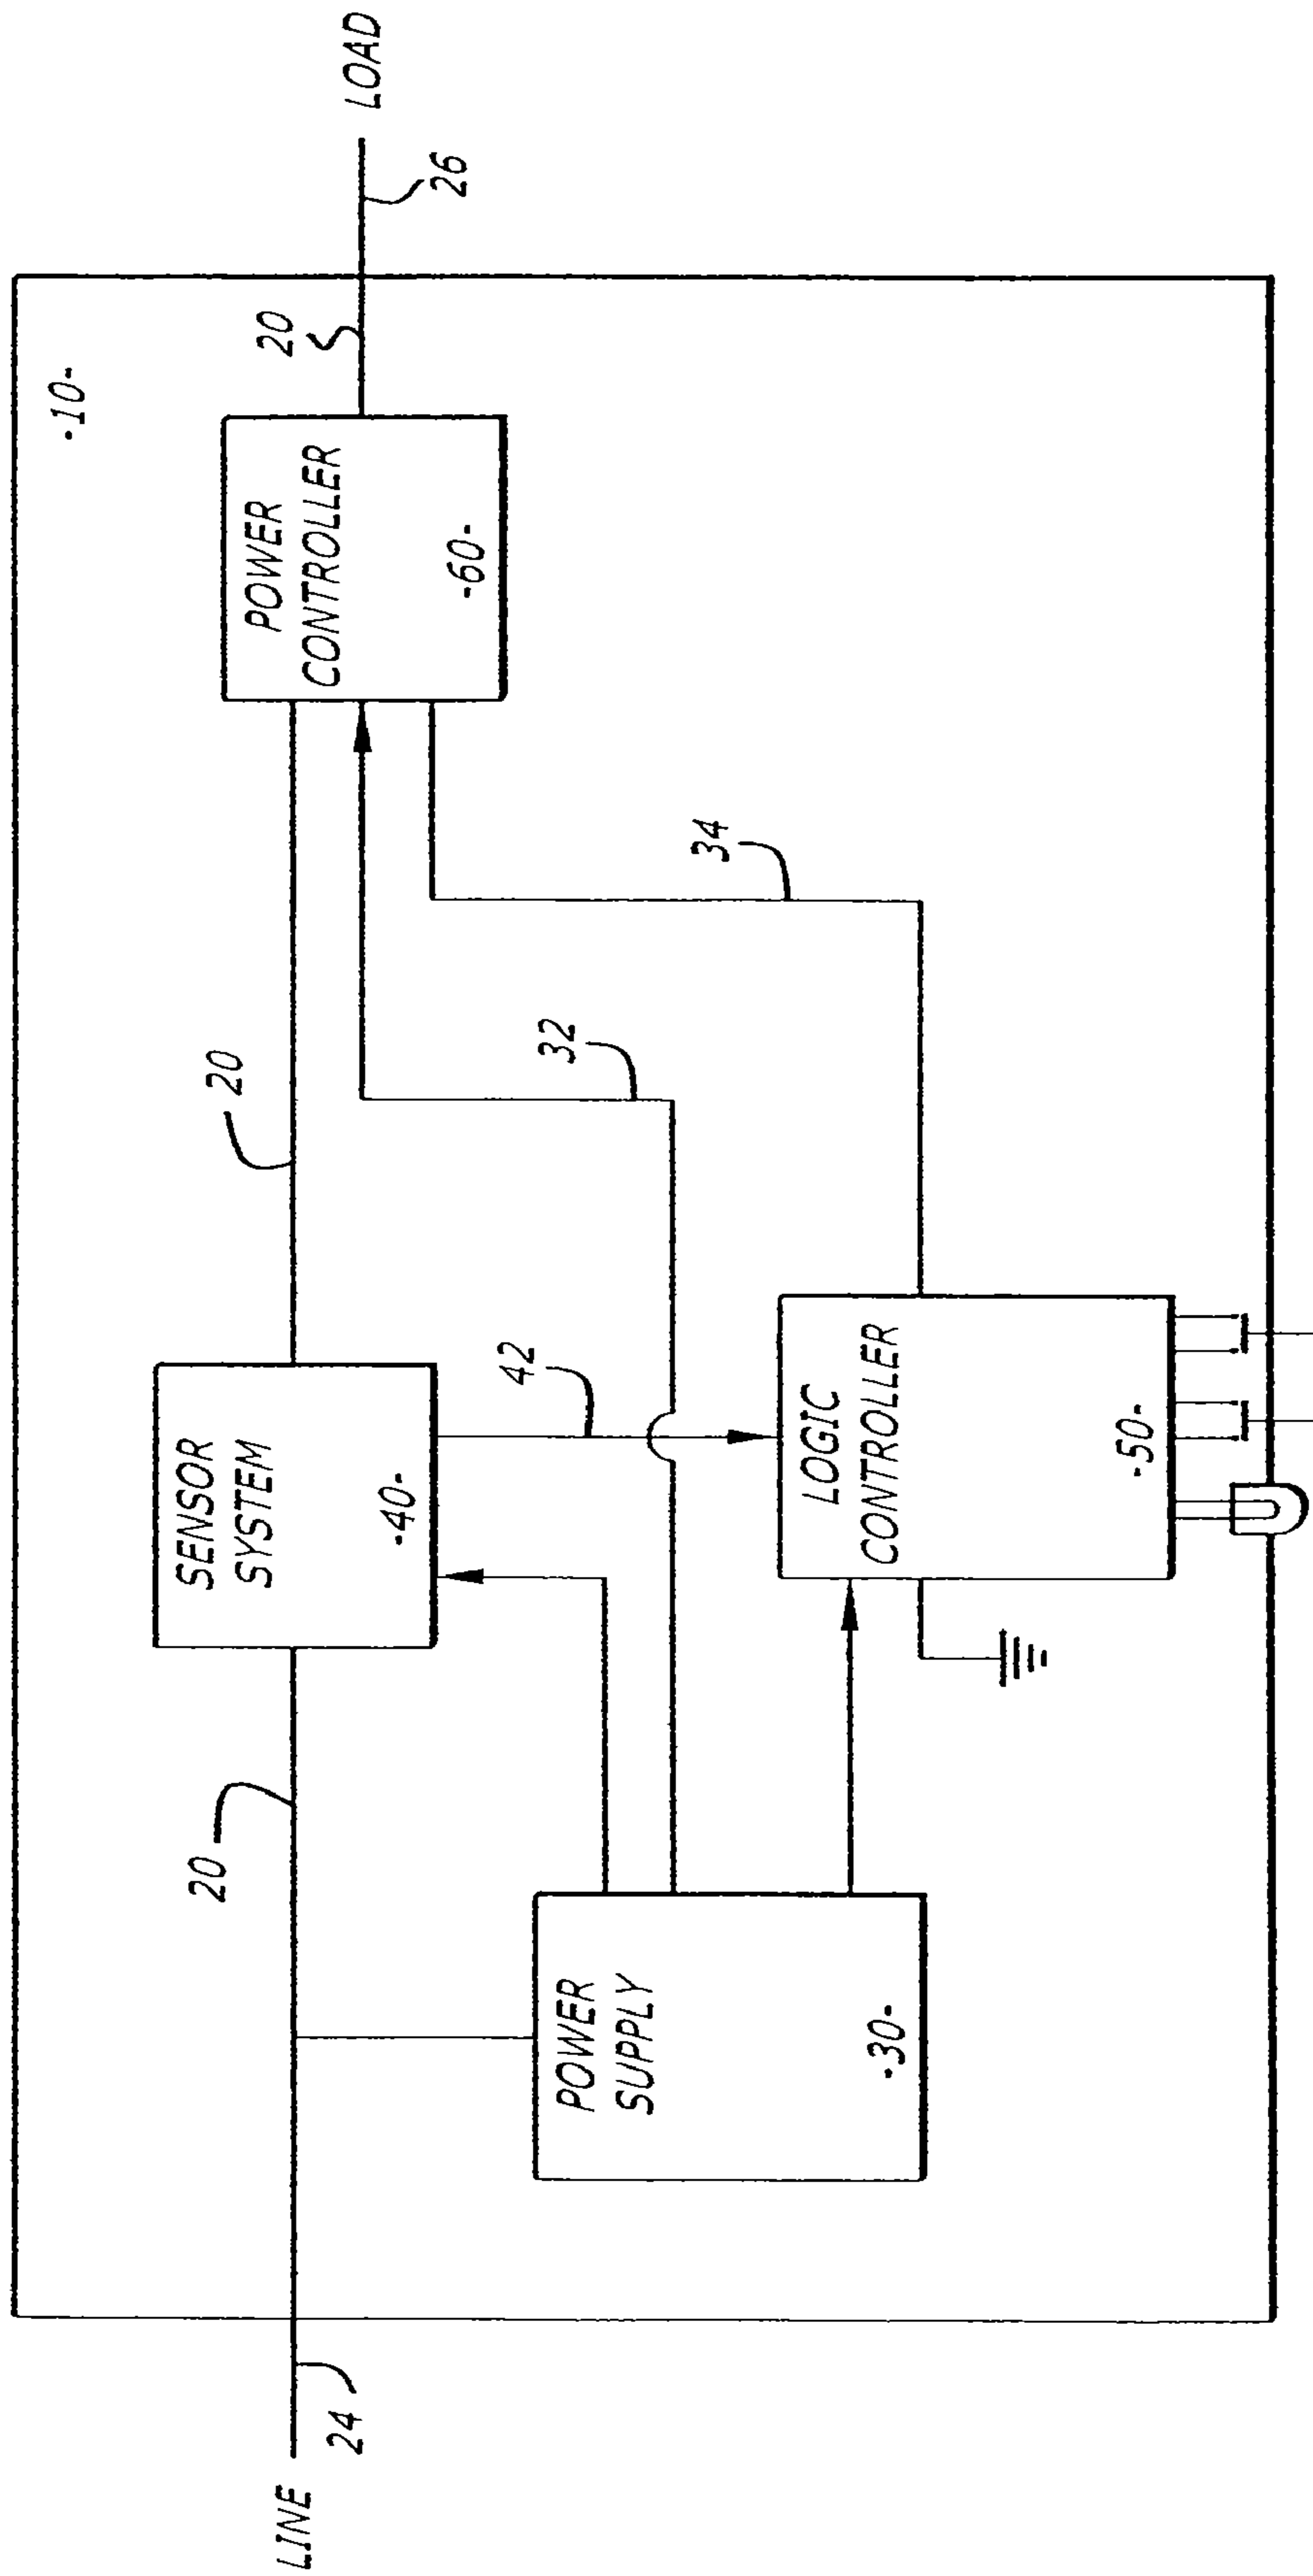 -10-
LINE
24
20
SENSOR
SYSTEM
-40-
20
POWER
CONTROLLER
-60-
20
LOAD
26
POWER
SUPPLY
-30-
42
32
34
LOGIC
CONTROLLER
-50-